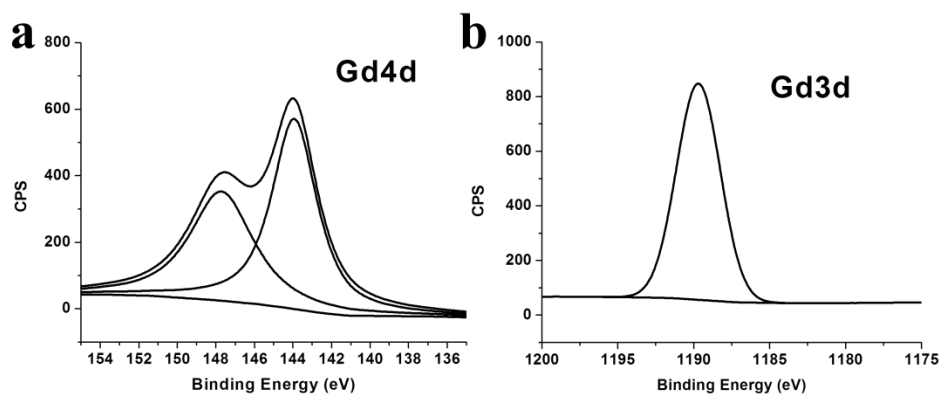 a
Gd4d
800
600
400
200
0
CPS
154 152 150 148 146 144 142 140 138 136
Binding Energy (eV)
b
Gd3d
1000
800
600
400
200
0
CPS
1200 1195 1190 1185 1180 1175
Binding Energy (eV)